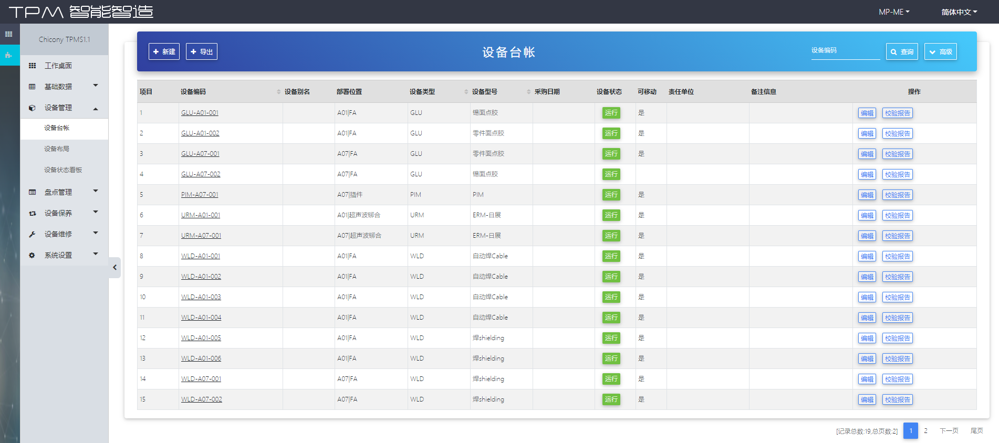 TPM 智能智造 MP-ME 简体中文
Chicony TPMS1.1
工作桌面
基础数据
设备管理
设备台帐
设备布局
设备状态看板
盘点管理
设备保养
设备维修
系统设置
新建 导出 设备台帐 设备编码 查询 高级
项目 设备编码 设备别名 部署位置 设备类型 设备型号 采购日期 设备状态 可移动 责任单位 备注信息 操作
1 GLU-A01-001 A01|FA GLU 锡面点胶 运行 是 编辑 校验报告
2 GLU-A01-002 A01|FA GLU 零件面点胶 运行 是 编辑 校验报告
3 GLU-A07-001 A07|FA GLU 零件面点胶 运行 是 编辑 校验报告
4 GLU-A07-002 A07|FA GLU 锡面点胶 运行 是 编辑 校验报告
5 PIM-A07-001 A07|插件 PIM PIM 运行 是 编辑 校验报告
6 URM-A01-001 A01|超声波铆合 URM ERM-日展 运行 是 编辑 校验报告
7 URM-A07-001 A07|超声波铆合 URM ERM-日展 运行 是 编辑 校验报告
8 WLD-A01-001 A01|FA WLD 自动焊Cable 运行 是 编辑 校验报告
9 WLD-A01-002 A01|FA WLD 自动焊Cable 运行 是 编辑 校验报告
10 WLD-A01-003 A01|FA WLD 自动焊Cable 运行 是 编辑 校验报告
11 WLD-A01-004 A01|FA WLD 自动焊Cable 运行 是 编辑 校验报告
12 WLD-A01-005 A01|FA WLD 焊shielding 运行 是 编辑 校验报告
13 WLD-A01-006 A01|FA WLD 焊shielding 运行 是 编辑 校验报告
14 WLD-A07-001 A07|FA WLD 焊shielding 运行 是 编辑 校验报告
15 WLD-A07-002 A07|FA WLD 焊shielding 运行 是 编辑 校验报告
[记录总数:19,总页数:2] 1 2 下一页 尾页